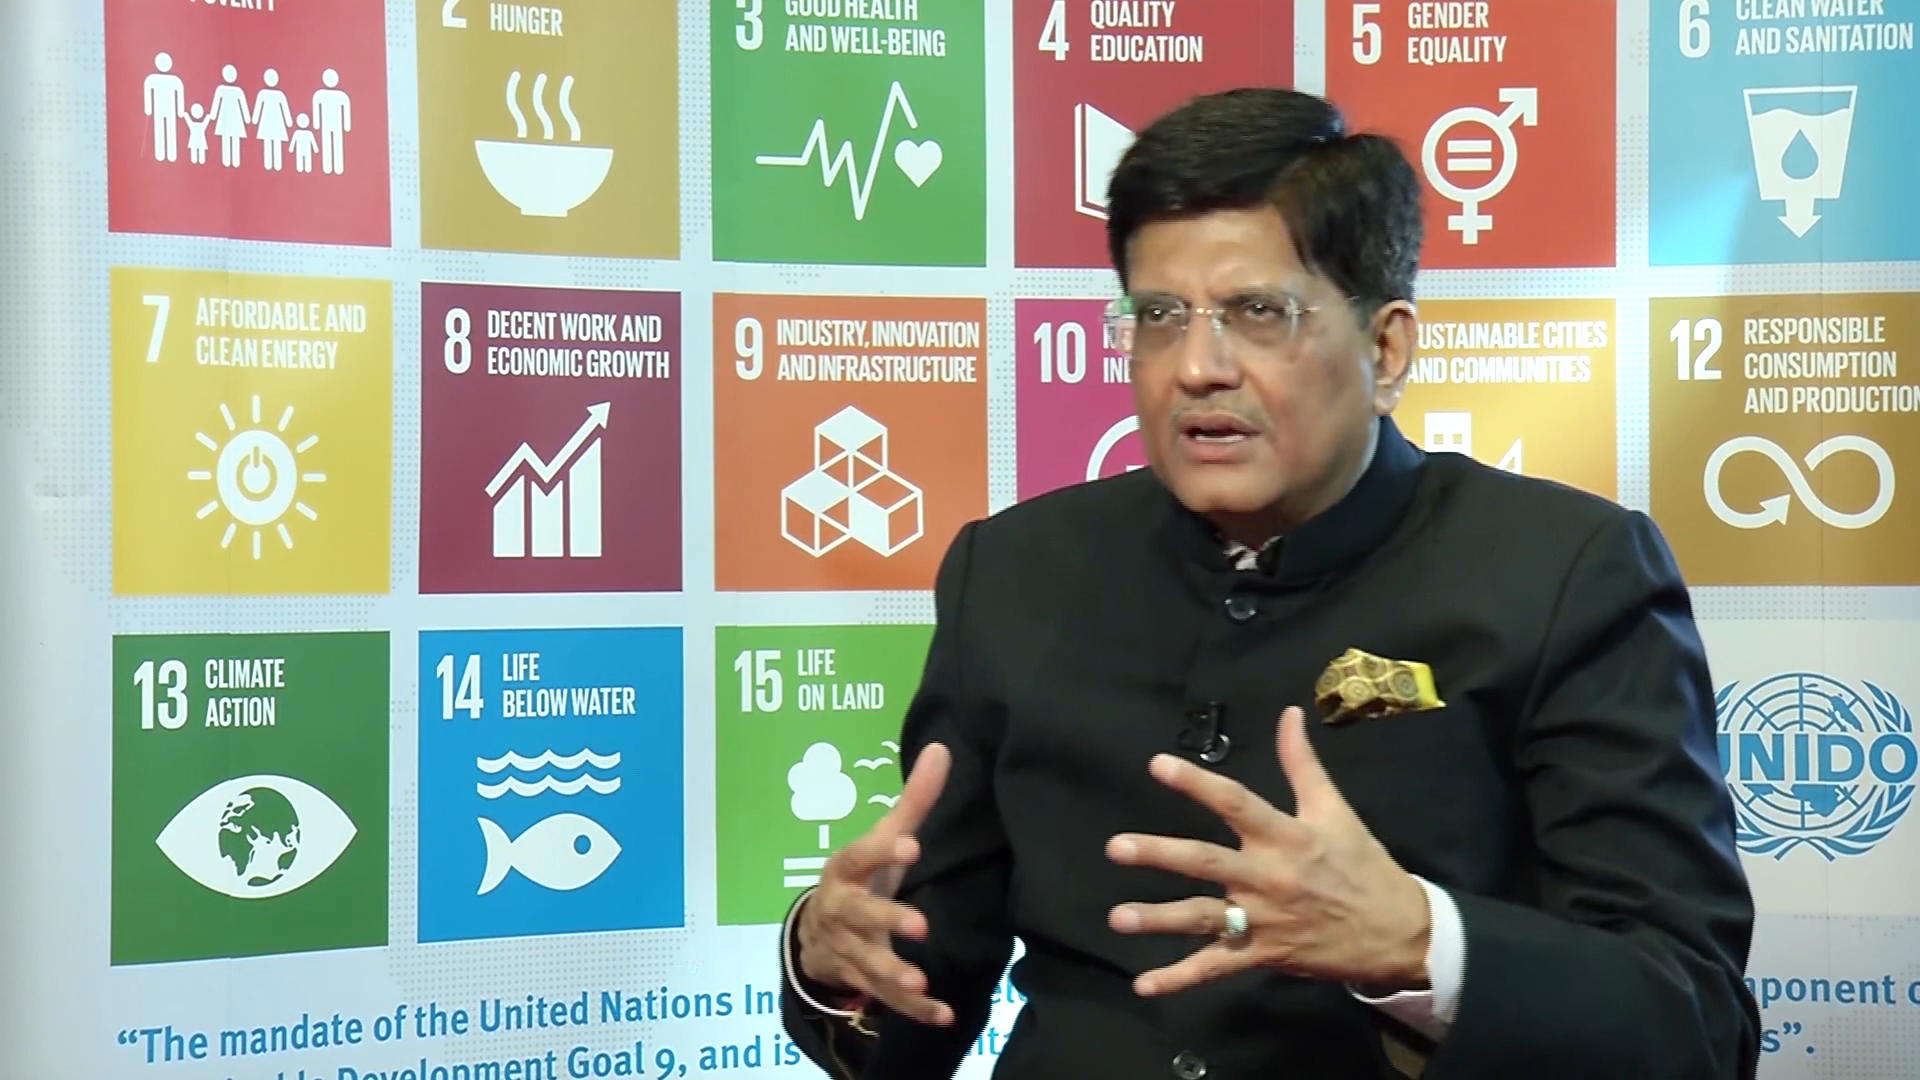 2 HUNGER
3 GOOD HEALTH
AND WELL-BEING
4 QUALITY
EDUCATION
5 GENDER
EQUALITY
6 CLEAN WATER
AND SANITATION
7 AFFORDABLE AND
CLEAN ENERGY
8 DECENT WORK AND
ECONOMIC GROWTH
9 INDUSTRY, INNOVATION
AND INFRASTRUCTURE
10
USTAINABLE CITIES
AND COMMUNITIES
12 RESPONSIBLE
CONSUMPTION
AND PRODUCTION
13 CLIMATE
ACTION
14 LIFE
BELOW WATER
15 LIFE
ON LAND
UNIDO
“The mandate of the United Nations In
Development Goal 9, and is
s”.